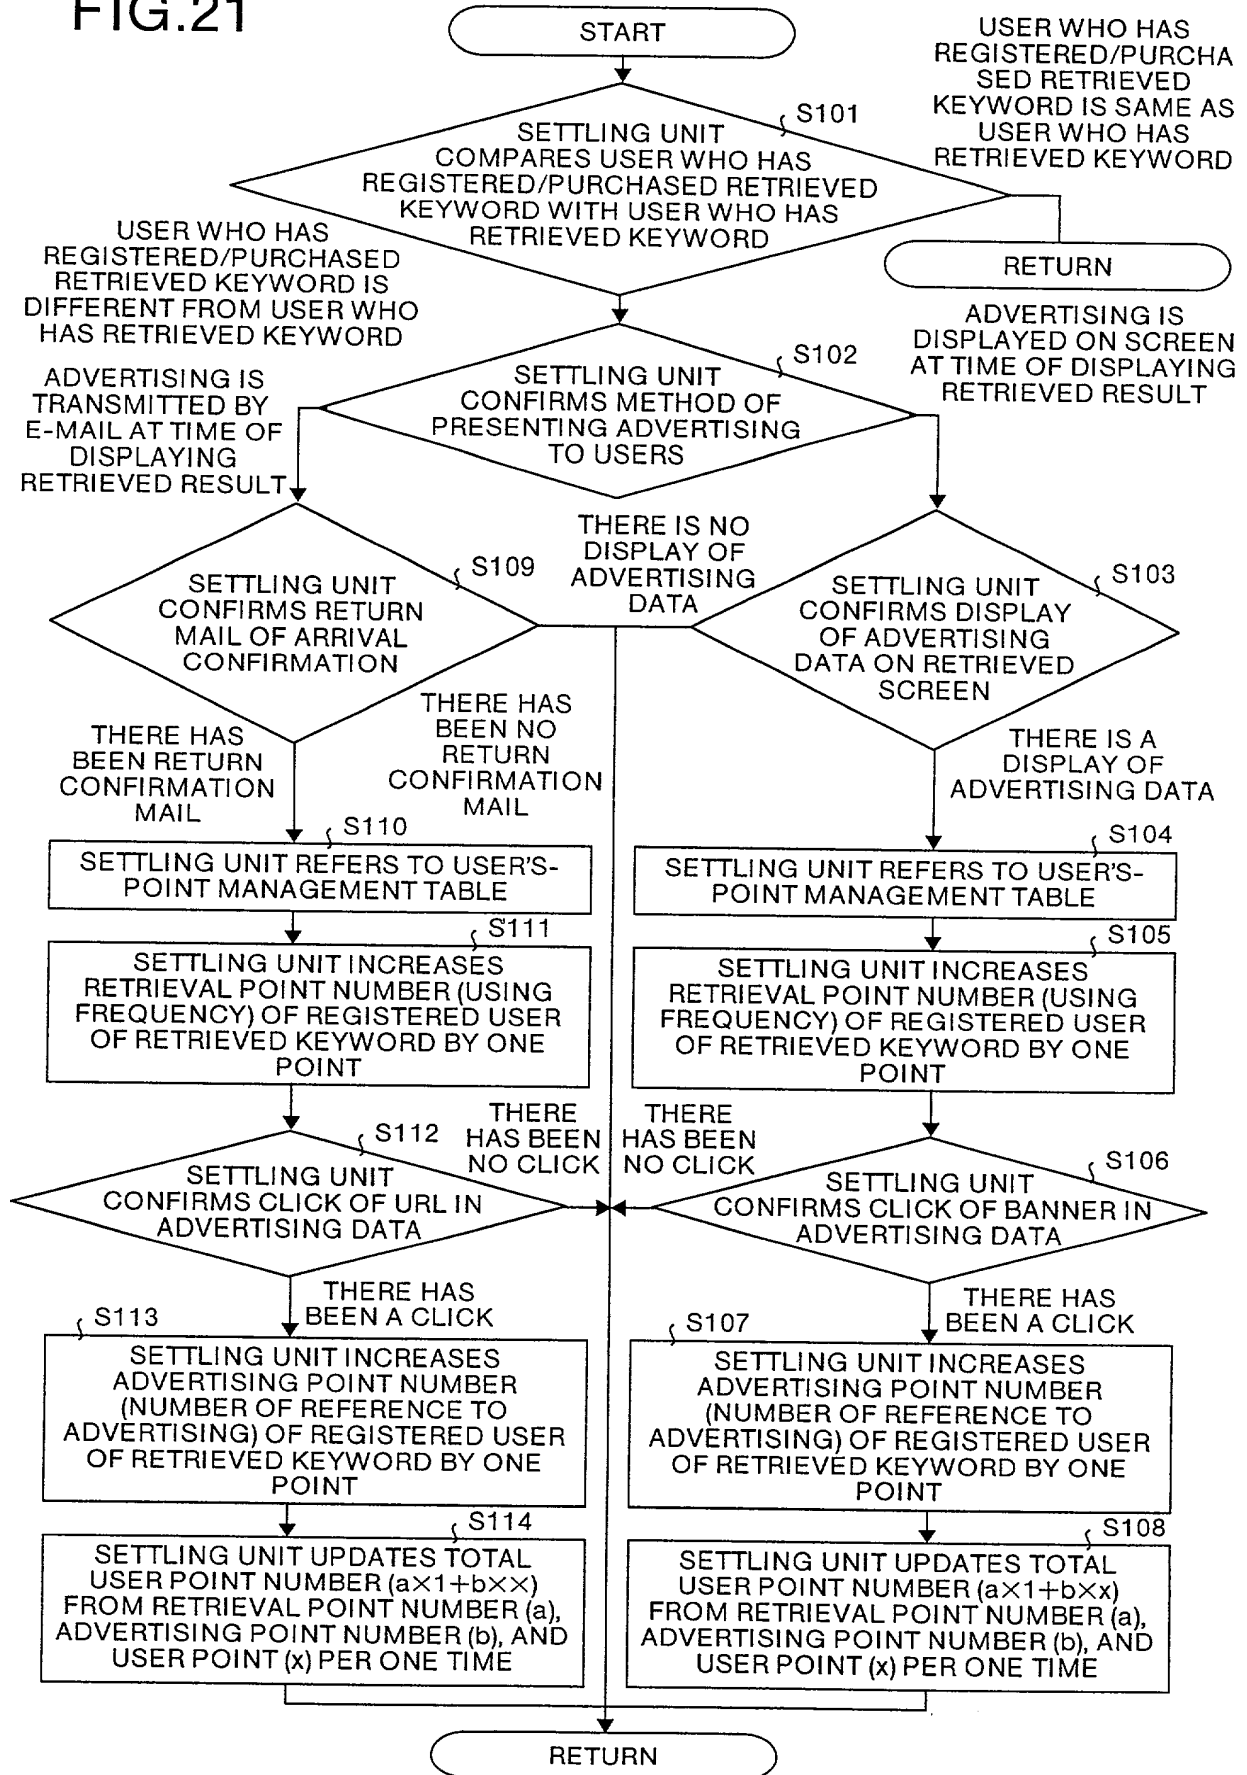 FIG.21
START
USER WHO HAS
REGISTERED/PURCHA
SED RETRIEVED
KEYWORD IS SAME AS
USER WHO HAS
RETRIEVED KEYWORD
S101
SETTLING UNIT
COMPARES USER WHO HAS
REGISTERED/PURCHASED RETRIEVED
KEYWORD WITH USER WHO HAS
RETRIEVED KEYWORD
RETURN
USER WHO HAS
REGISTERED/PURCHASED
RETRIEVED KEYWORD IS
DIFFERENT FROM USER WHO
HAS RETRIEVED KEYWORD
S102
SETTLING UNIT
CONFIRMS METHOD OF
PRESENTING ADVERTISING
TO USERS
ADVERTISING IS
DISPLAYED ON SCREEN
AT TIME OF DISPLAYING
RETRIEVED RESULT
ADVERTISING IS
TRANSMITTED BY
E-MAIL AT TIME OF
DISPLAYING
RETRIEVED RESULT
S109
SETTLING UNIT
CONFIRMS RETURN
MAIL OF ARRIVAL
CONFIRMATION
THERE IS NO
DISPLAY OF
ADVERTISING
DATA
S103
SETTLING UNIT
CONFIRMS DISPLAY
OF ADVERTISING
DATA ON RETRIEVED
SCREEN
THERE HAS
BEEN RETURN
CONFIRMATION
MAIL
THERE HAS
BEEN NO
RETURN
CONFIRMATION
MAIL
THERE IS A
DISPLAY OF
ADVERTISING DATA
S110
SETTLING UNIT REFERS TO USER'S-
POINT MANAGEMENT TABLE
S104
SETTLING UNIT REFERS TO USER'S-
POINT MANAGEMENT TABLE
S111
SETTLING UNIT INCREASES
RETRIEVAL POINT NUMBER (USING
FREQUENCY) OF REGISTERED USER
OF RETRIEVED KEYWORD BY ONE
POINT
S105
SETTLING UNIT INCREASES
RETRIEVAL POINT NUMBER (USING
FREQUENCY) OF REGISTERED USER
OF RETRIEVED KEYWORD BY ONE
POINT
S112
SETTLING UNIT
CONFIRMS CLICK OF URL IN
ADVERTISING DATA
THERE
HAS BEEN
NO CLICK
THERE
HAS BEEN
NO CLICK
S106
SETTLING UNIT
CONFIRMS CLICK OF BANNER IN
ADVERTISING DATA
THERE HAS
BEEN A CLICK
THERE HAS
BEEN A CLICK
S113
SETTLING UNIT INCREASES
ADVERTISING POINT NUMBER
(NUMBER OF REFERENCE TO
ADVERTISING) OF REGISTERED USER
OF RETRIEVED KEYWORD BY ONE
POINT
S107
SETTLING UNIT INCREASES
ADVERTISING POINT NUMBER
(NUMBER OF REFERENCE TO
ADVERTISING) OF REGISTERED USER
OF RETRIEVED KEYWORD BY ONE
POINT
S114
SETTLING UNIT UPDATES TOTAL
USER POINT NUMBER (a×1+b××)
FROM RETRIEVAL POINT NUMBER (a),
ADVERTISING POINT NUMBER (b), AND
USER POINT (x) PER ONE TIME
S108
SETTLING UNIT UPDATES TOTAL
USER POINT NUMBER (a×1+b×x)
FROM RETRIEVAL POINT NUMBER (a),
ADVERTISING POINT NUMBER (b), AND
USER POINT (x) PER ONE TIME
RETURN